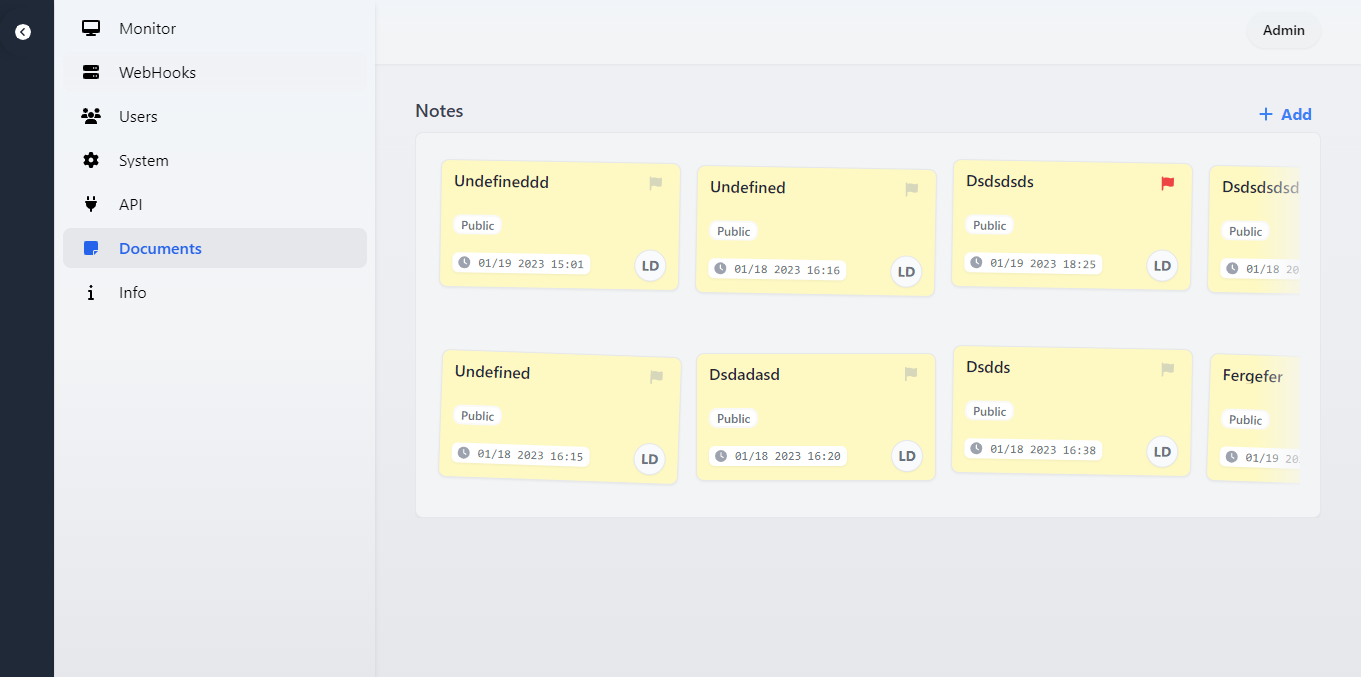 Monitor
WebHooks
Users
System
API
Documents
Info
Admin
Notes
+ Add
Undefineddd
Public
01/19 2023 15:01
LD
Undefined
Public
01/18 2023 16:16
LD
Dsdsdsds
Public
01/19 2023 18:25
LD
Dsdsdsdsd
Public
01/18 20
Undefined
Public
01/18 2023 16:15
LD
Dsdadasd
Public
01/18 2023 16:20
LD
Dsdds
Public
01/18 2023 16:38
LD
Fergefer
Public
01/19 20